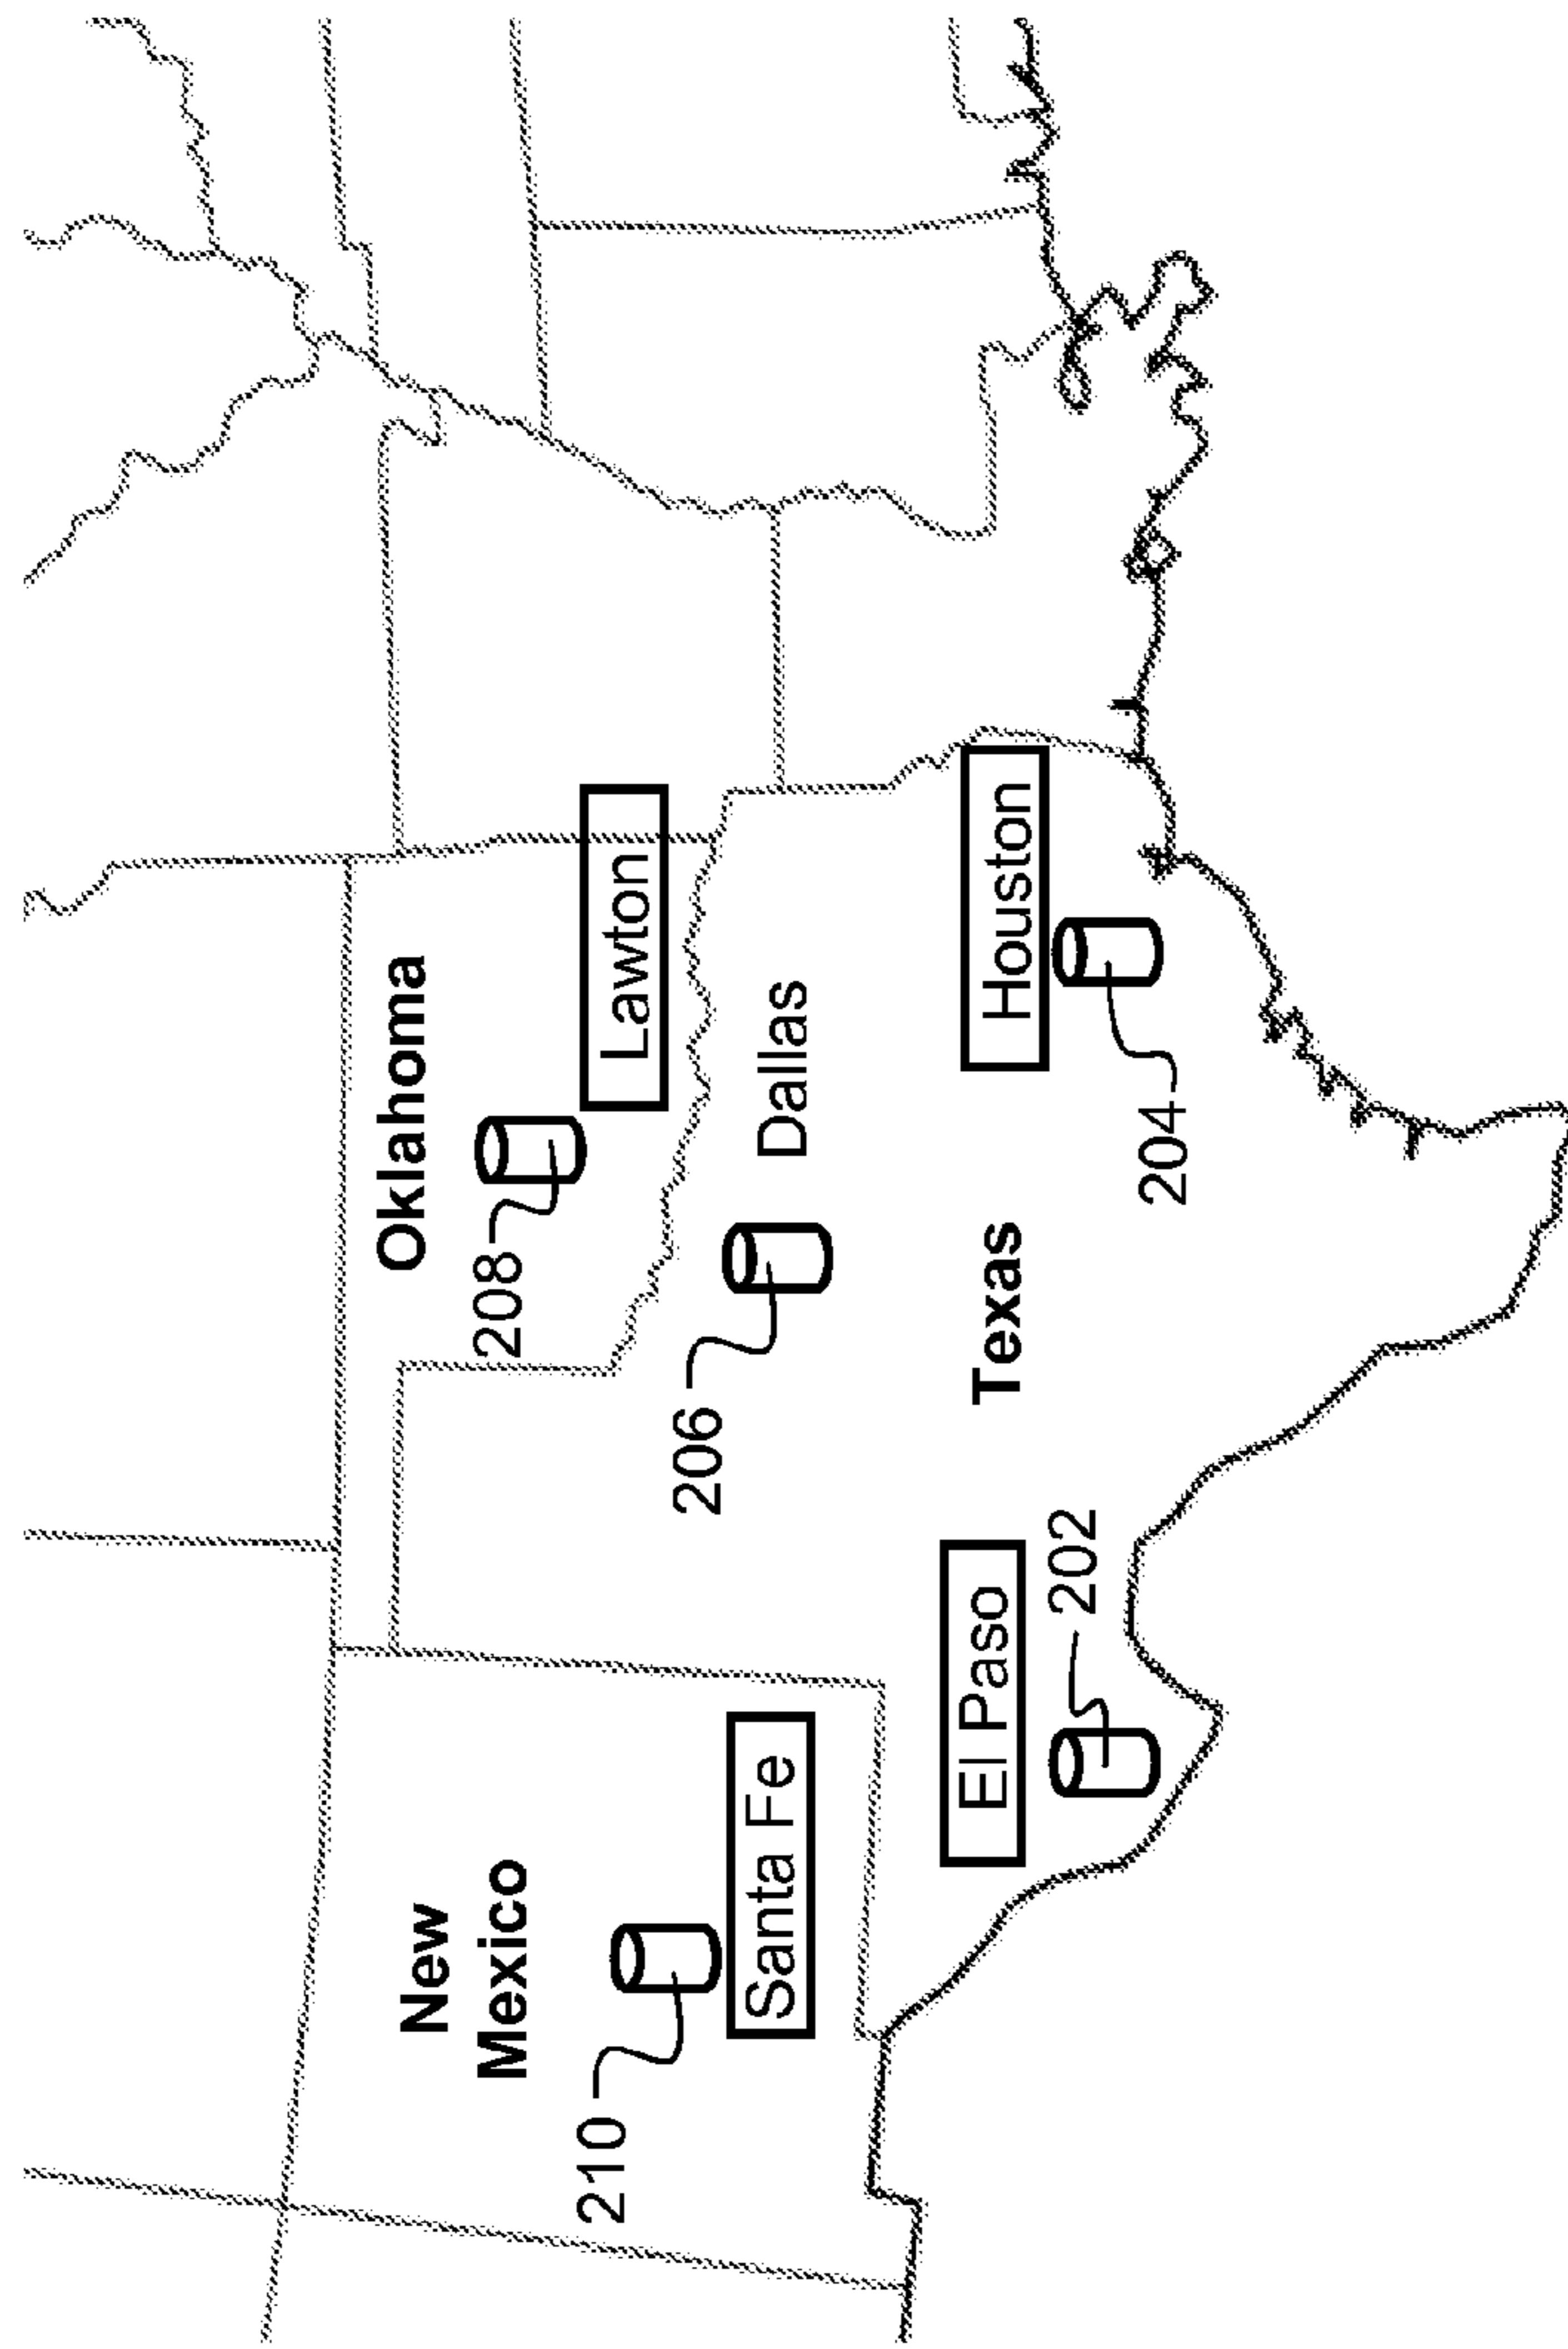 New
Mexico
210
Santa Fe
Oklahoma
208
Lawton
206
Dallas
El Paso
202
Texas
Houston
204